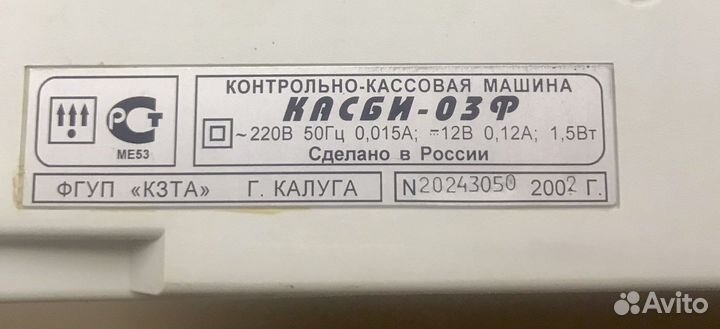 КОНТРОЛЬНО-КАССОВАЯ МАШИНА
КАСБИ-03Ф
~220В 50Гц 0,015А; ⎓12В 0,12А; 1,5Вт
Сделано в России
РСТ
МЕ53
ФГУП «КЗТА» Г. КАЛУГА
N20243050 2002 Г.
Avito